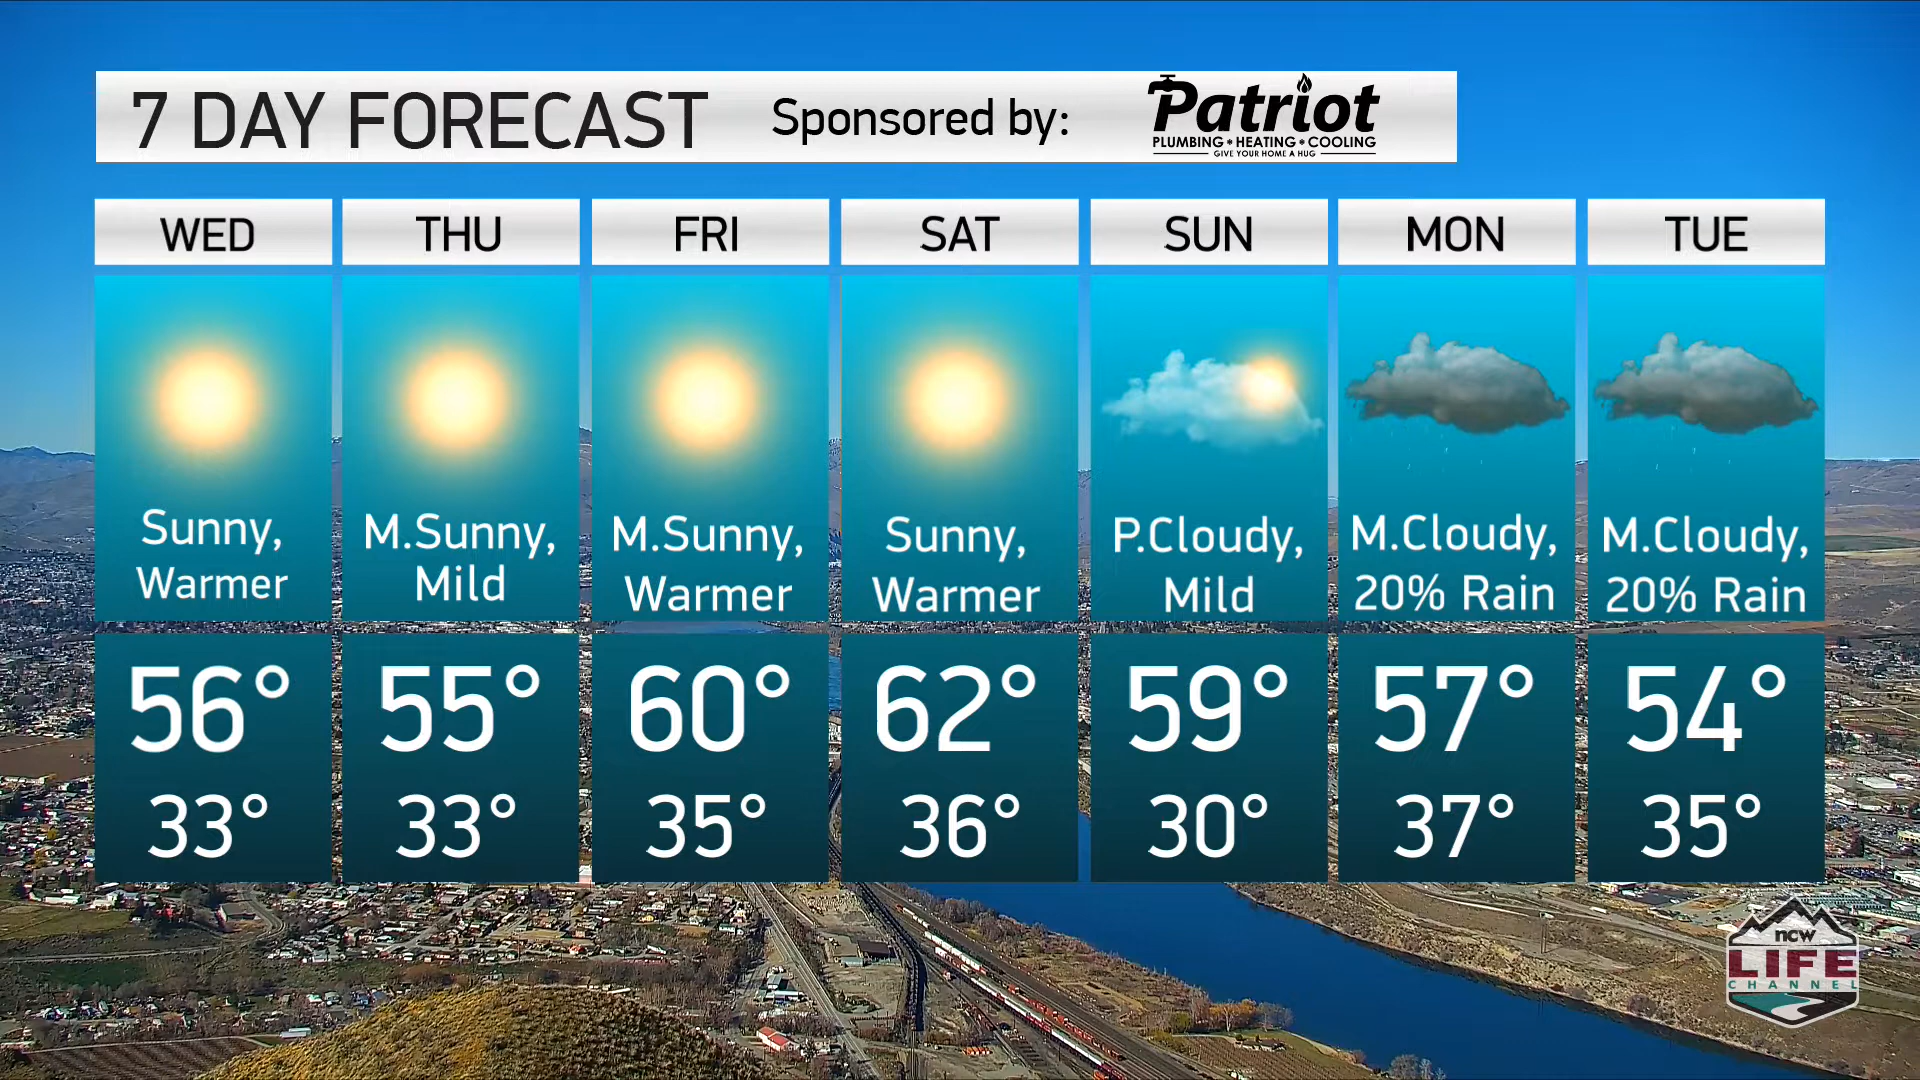 7 DAY FORECAST Sponsored by: Patriot
PLUMBING * HEATING * COOLING
GIVE YOUR HOME A HUG
WED THU FRI SAT SUN MON TUE
Sunny, M.Sunny, M.Sunny, Sunny, P.Cloudy, M.Cloudy, M.Cloudy,
Warmer Mild Warmer Warmer Mild 20% Rain 20% Rain
56° 55° 60° 62° 59° 57° 54°
33° 33° 35° 36° 30° 37° 35°
ncw
LIFE
CHANNEL